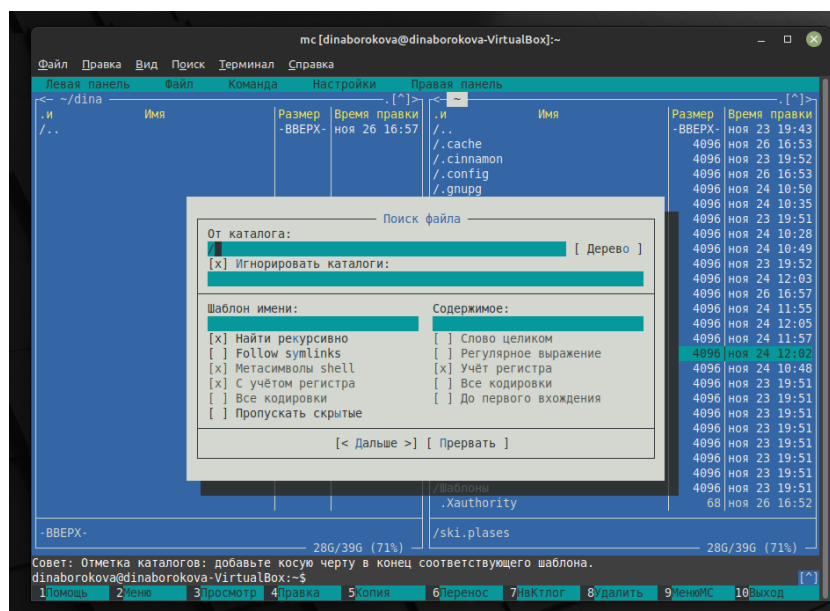 mc [dinaborokova@dinaborokova-VirtualBox]:~
Файл Правка Вид Поиск Терминал Справка
Левая панель Файл Команда Настройки Правая панель
<— ~/dina .[^]> <— ~ .[^]>
.и Имя Размер Время правки .и Имя Размер Время правки
/.. -ВВЕРХ- ноя 26 16:57 /.. -ВВЕРХ- ноя 23 19:43
/.cache 4096 ноя 26 16:53
/.cinnamon 4096 ноя 23 19:52
/.config 4096 ноя 26 16:53
/.gnupg 4096 ноя 24 10:50
4096 ноя 24 10:35
Поиск файла 4096 ноя 23 19:51
От каталога: 4096 ноя 24 10:28
/ [ Дерево ] 4096 ноя 24 10:49
[x] Игнорировать каталоги: 4096 ноя 23 19:52
4096 ноя 24 12:03
4096 ноя 26 16:57
Шаблон имени: Содержимое: 4096 ноя 24 11:55
4096 ноя 24 12:05
[x] Найти рекурсивно [ ] Слово целиком 4096 ноя 24 11:57
[ ] Follow symlinks [ ] Регулярное выражение 4096 ноя 24 12:02
[x] Метасимволы shell [x] Учёт регистра 4096 ноя 24 10:48
[x] С учётом регистра [ ] Все кодировки 4096 ноя 23 19:51
[ ] Все кодировки [ ] До первого вхождения 4096 ноя 23 19:51
[ ] Пропускать скрытые 4096 ноя 23 19:51
4096 ноя 23 19:51
[< Дальше >] [ Прервать ] 4096 ноя 23 19:51
4096 ноя 23 19:51
4096 ноя 23 19:51
/Шаблоны 4096 ноя 23 19:51
.Xauthority 68 ноя 26 16:52
-ВВЕРХ- /ski.plases
28G/39G (71%) 28G/39G (71%)
Совет: Отметка каталогов: добавьте косую черту в конец соответствующего шаблона.
dinaborokova@dinaborokova-VirtualBox:~$ [^]
1Помощь 2Меню 3Просмотр 4Правка 5Копия 6Перенос 7НвКтлог 8Удалить 9МенюМС 10Выход